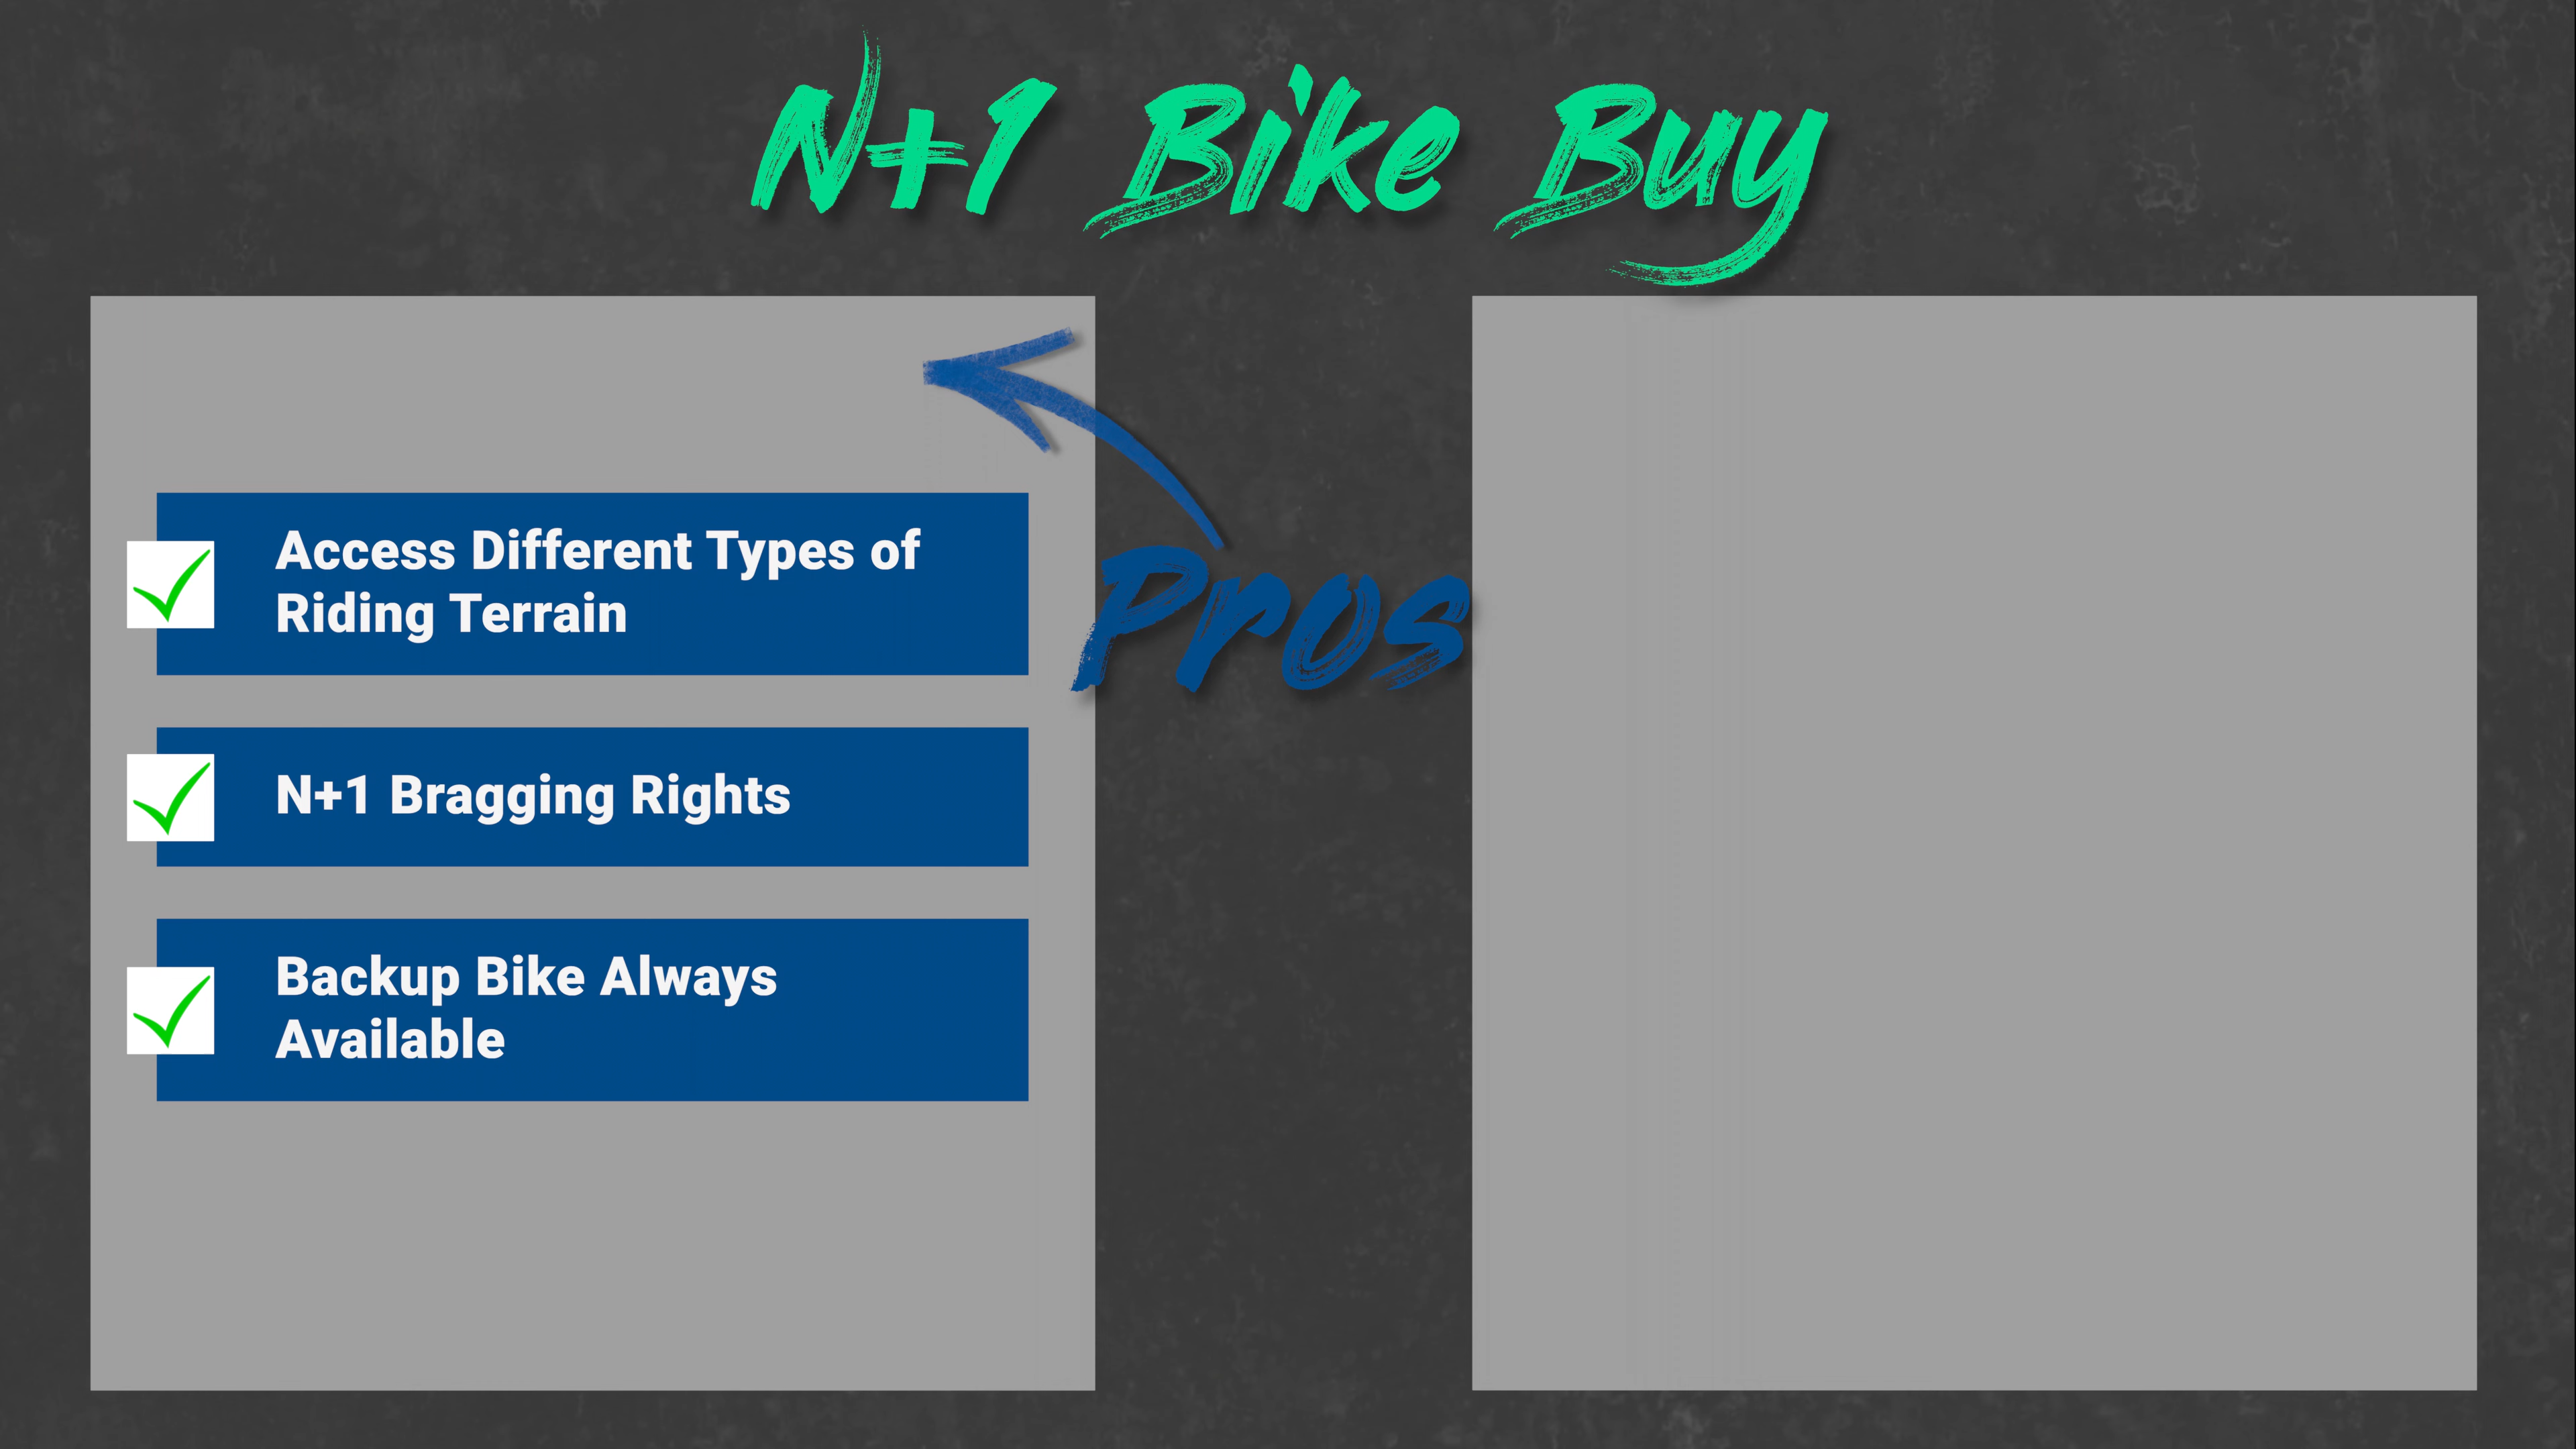 N+1 Bike Buy
Pros
Access Different Types of
Riding Terrain
N+1 Bragging Rights
Backup Bike Always
Available